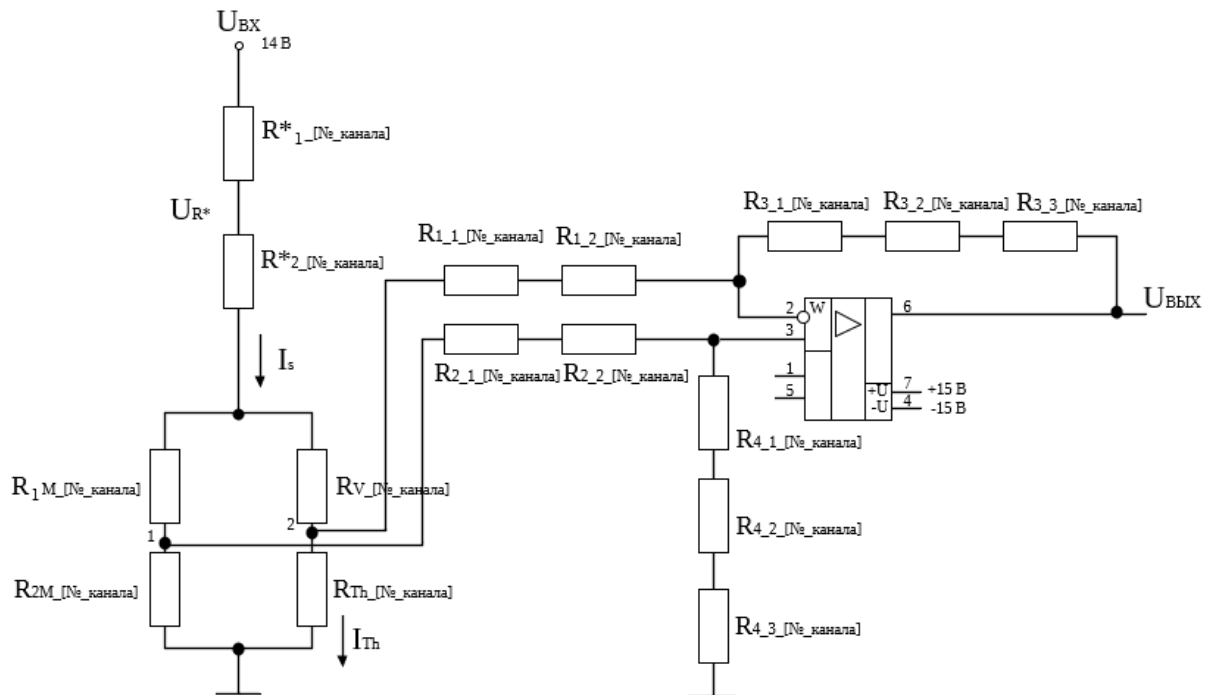 UВХ
14 В
R*1_[№_канала]
UR*
R*2_[№_канала]
Is
R3_1_[№_канала]
R3_2_[№_канала]
R3_3_[№_канала]
R1_1_[№_канала]
R1_2_[№_канала]
W
2
3
6
UВЫХ
R2_1_[№_канала]
R2_2_[№_канала]
1
5
+U
-U
7
4
+15 В
-15 В
R4_1_[№_канала]
R1M_[№_канала]
RV_[№_канала]
1
2
R4_2_[№_канала]
R2M_[№_канала]
RTh_[№_канала]
ITh
R4_3_[№_канала]